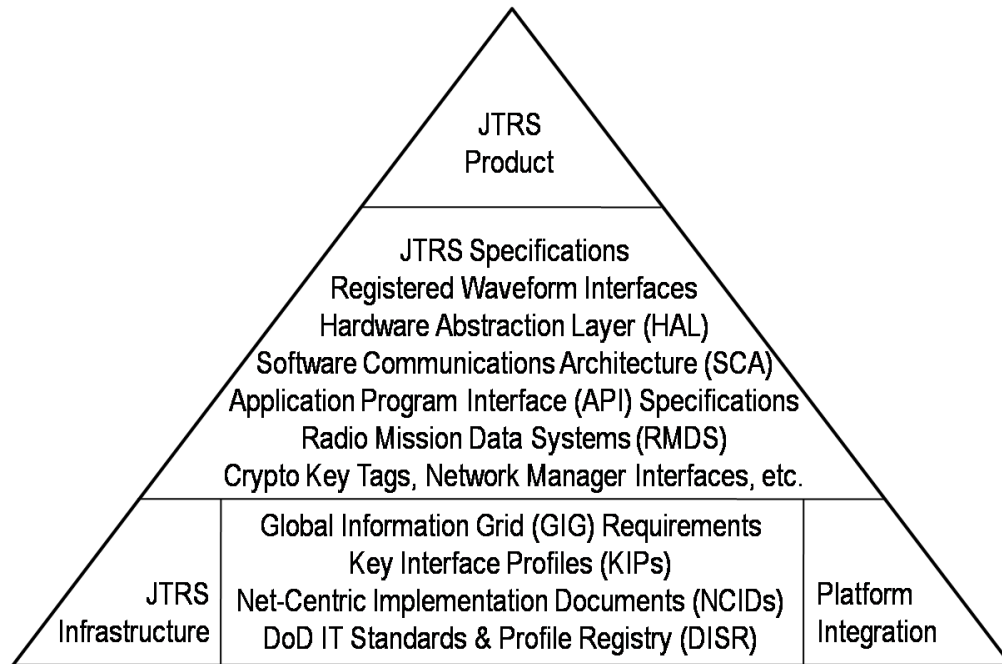 JTRS
Product
JTRS Specifications
Registered Waveform Interfaces
Hardware Abstraction Layer (HAL)
Software Communications Architecture (SCA)
Application Program Interface (API) Specifications
Radio Mission Data Systems (RMDS)
Crypto Key Tags, Network Manager Interfaces, etc.
JTRS
Infrastructure
Global Information Grid (GIG) Requirements
Key Interface Profiles (KIPs)
Net-Centric Implementation Documents (NCIDs)
DoD IT Standards & Profile Registry (DISR)
Platform
Integration